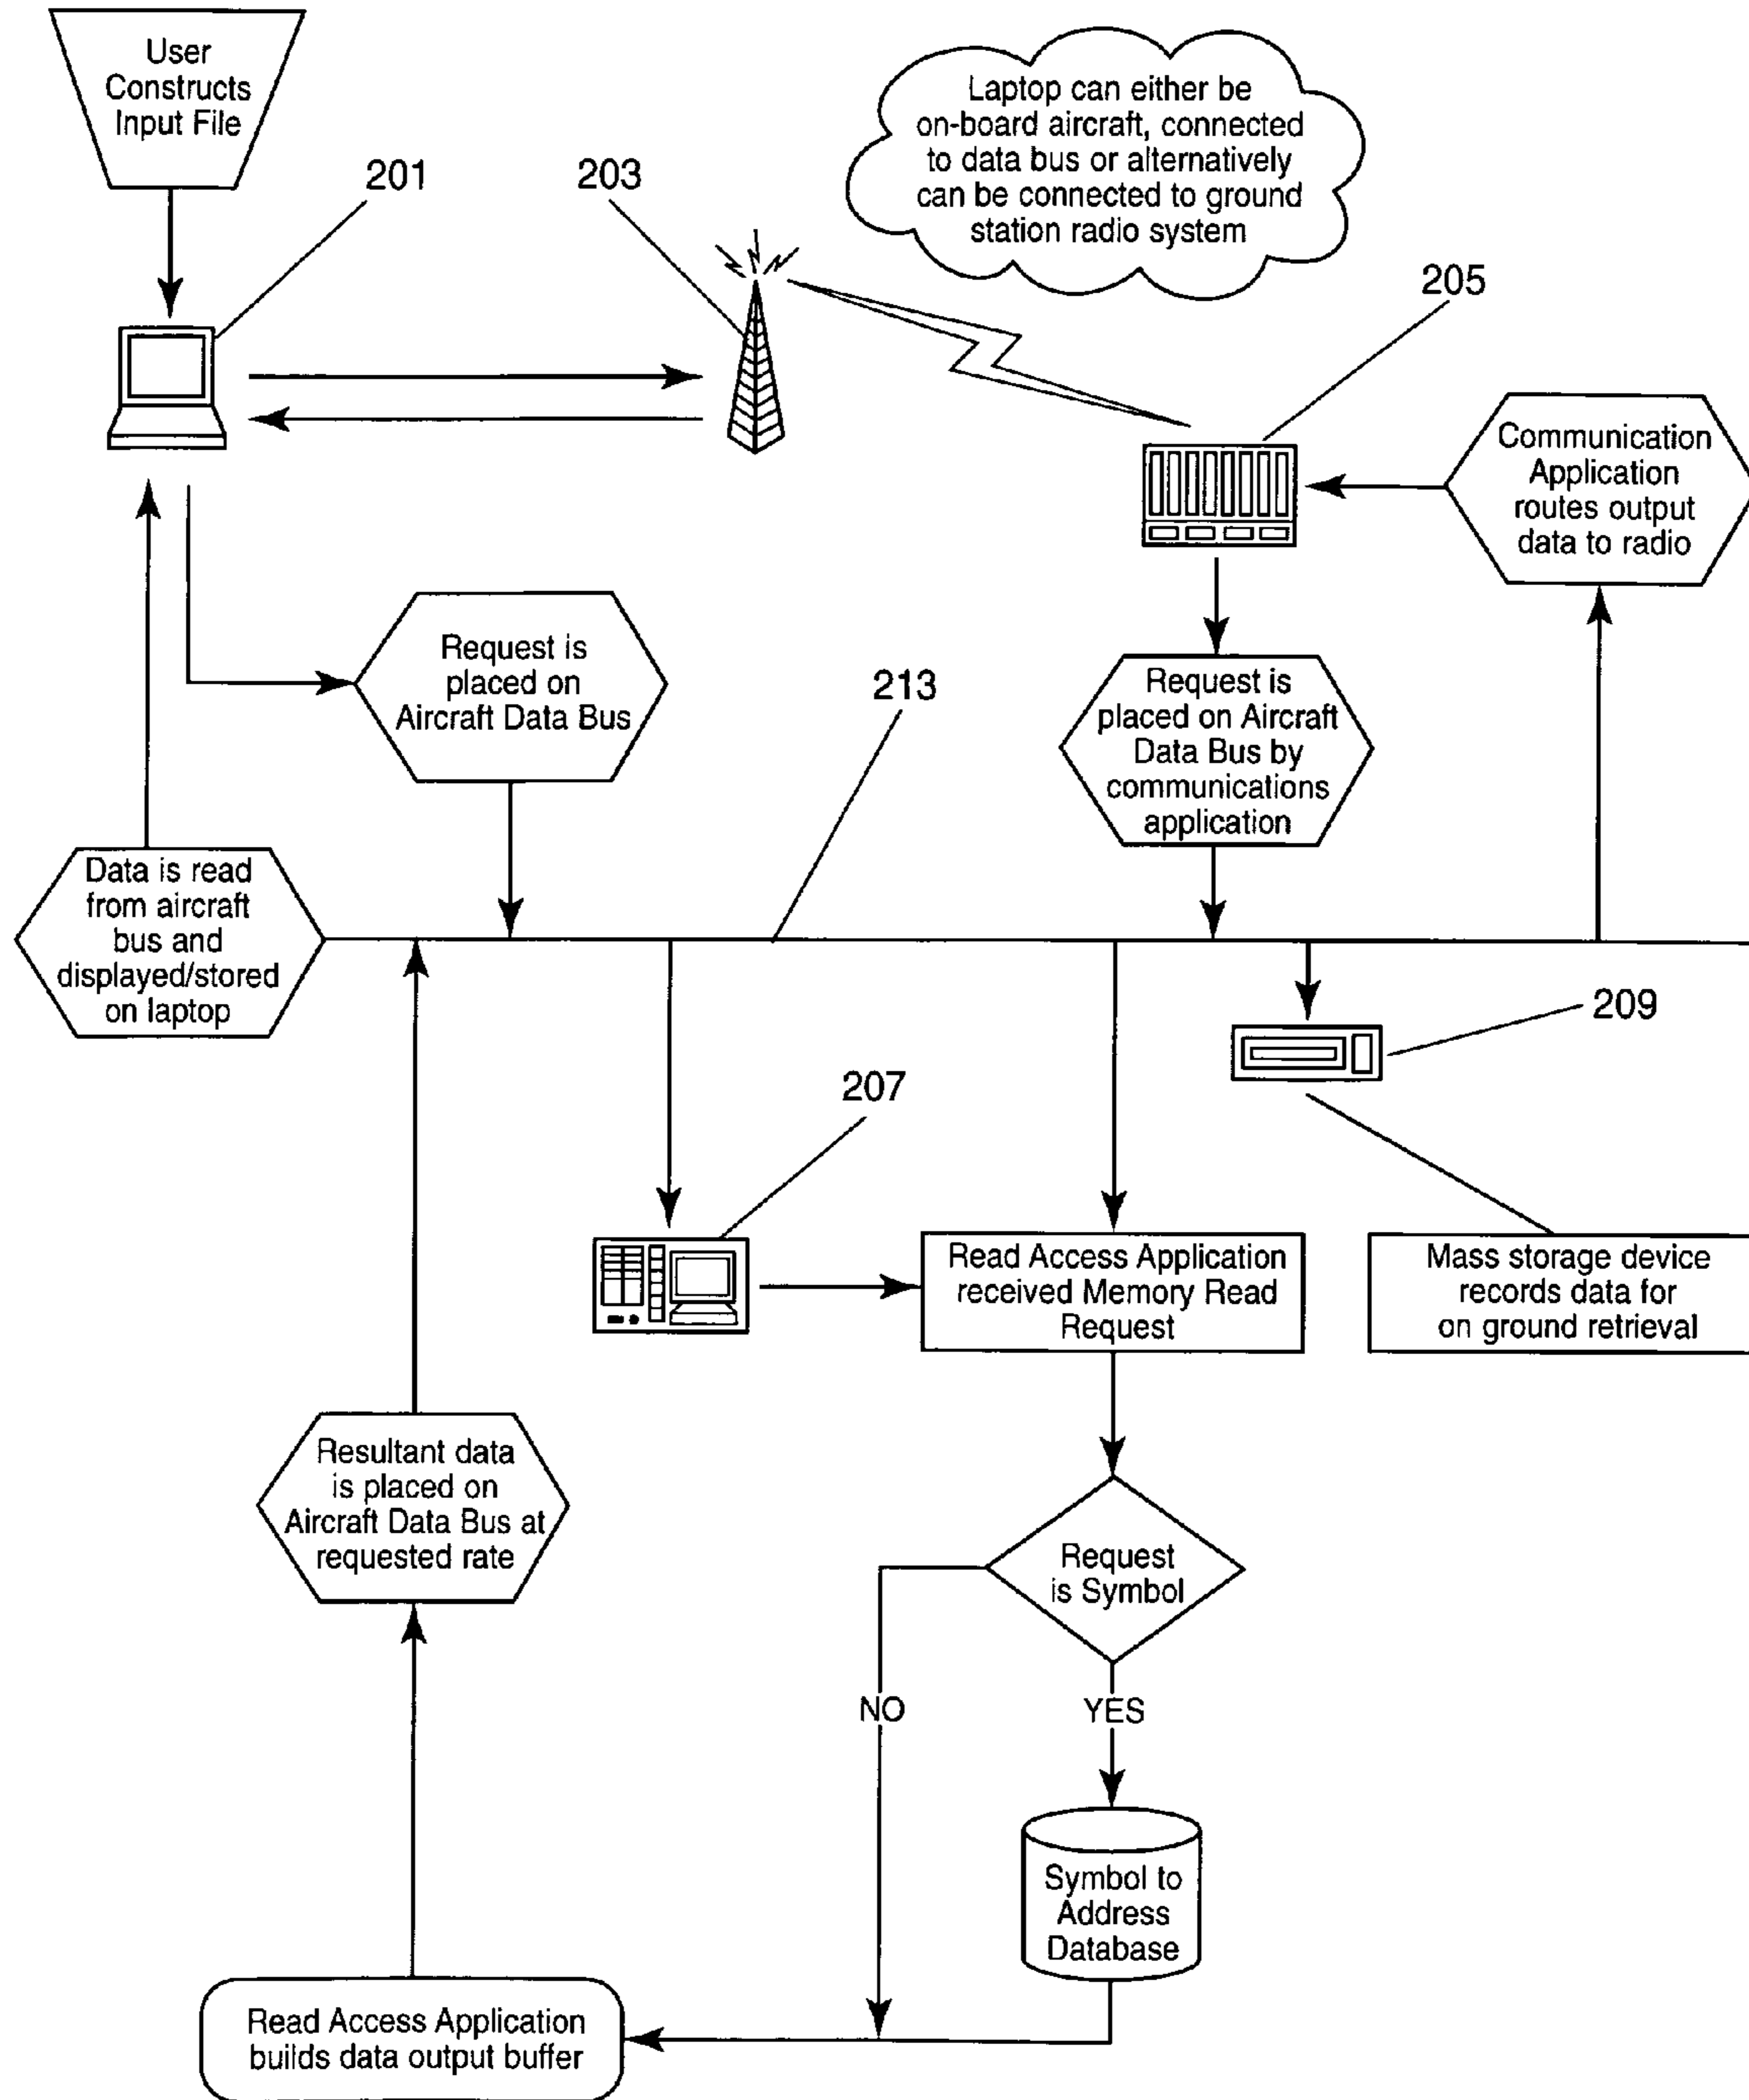 User
Constructs
Input File
201
203
Laptop can either be
on-board aircraft, connected
to data bus or alternatively
can be connected to ground
station radio system
205
Communication
Application
routes output
data to radio
Request is
placed on
Aircraft Data Bus
213
Request is
placed on Aircraft
Data Bus by
communications
application
Data is read
from aircraft
bus and
displayed/stored
on laptop
209
207
Read Access Application
received Memory Read
Request
Mass storage device
records data for
on ground retrieval
Resultant data
is placed on
Aircraft Data Bus at
requested rate
Request
is Symbol
NO
YES
Symbol to
Address
Database
Read Access Application
builds data output buffer